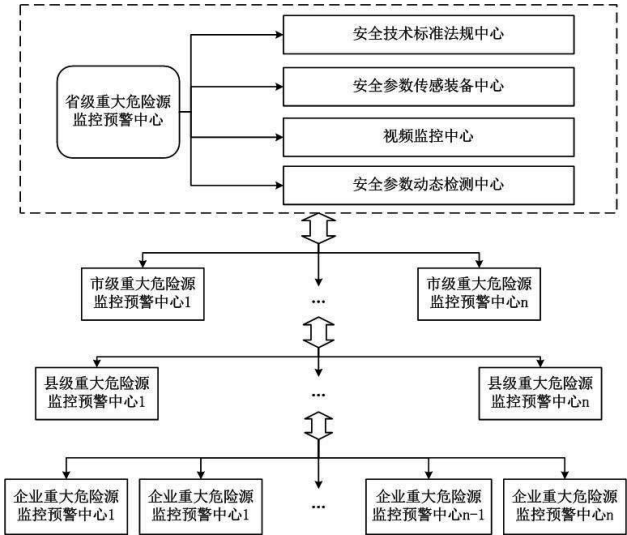 安全技术标准法规中心
省级重大危险源
监控预警中心
安全参数传感装备中心
视频监控中心
安全参数动态检测中心
市级重大危险源
监控预警中心1
...
市级重大危险源
监控预警中心n
县级重大危险源
监控预警中心1
...
县级重大危险源
监控预警中心n
企业重大危险源
监控预警中心1
企业重大危险源
监控预警中心1
...
企业重大危险源
监控预警中心n-1
企业重大危险源
监控预警中心n